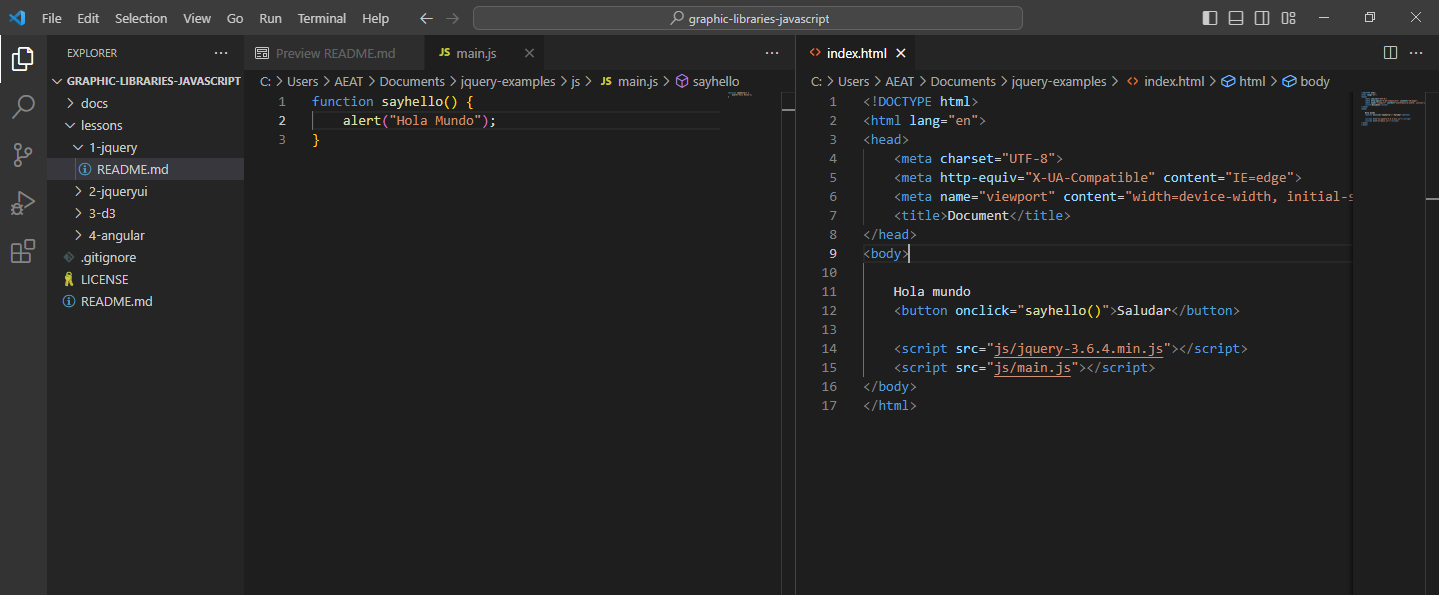 File Edit Selection View Go Run Terminal Help graphic-libraries-javascript
EXPLORER
GRAPHIC-LIBRARIES-JAVASCRIPT
docs
lessons
1-jquery
README.md
2-jqueryui
3-d3
4-angular
.gitignore
LICENSE
README.md
Preview README.md JS main.js
C: > Users > AEAT > Documents > jquery-examples > js > JS main.js > sayhello
1 function sayhello() {
2 alert("Hola Mundo");
3 }
index.html
C: > Users > AEAT > Documents > jquery-examples > index.html > html > body
1 <!DOCTYPE html>
2 <html lang="en">
3 <head>
4 <meta charset="UTF-8">
5 <meta http-equiv="X-UA-Compatible" content="IE=edge">
6 <meta name="viewport" content="width=device-width, initial-s
7 <title>Document</title>
8 </head>
9 <body>
10
11 Hola mundo
12 <button onclick="sayhello()">Saludar</button>
13
14 <script src="js/jquery-3.6.4.min.js"></script>
15 <script src="js/main.js"></script>
16 </body>
17 </html>